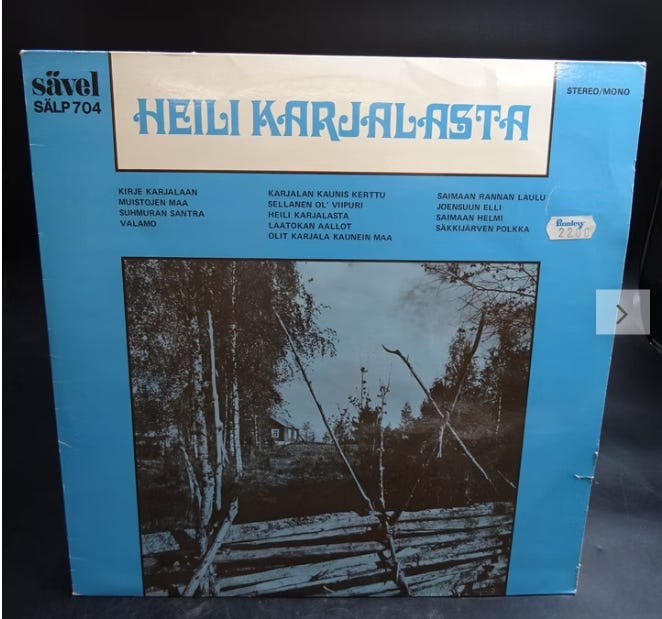 sävel
SÄLP 704
HEILI KARJALASTA
STEREO/MONO
KIRJE KARJALAAN
MUISTOJEN MAA
SUHMURAN SANTRA
VALAMO
KARJALAN KAUNIS KERTTU
SELLANEN OL' VIIPURI
HEILI KARJALASTA
LAATOKAN AALLOT
OLIT KARJALA KAUNEIN MAA
SAIMAAN RANNAN LAULU
JOENSUUN ELLI
SAIMAAN HELMI
SÄKKIJÄRVEN POLKKA
2200